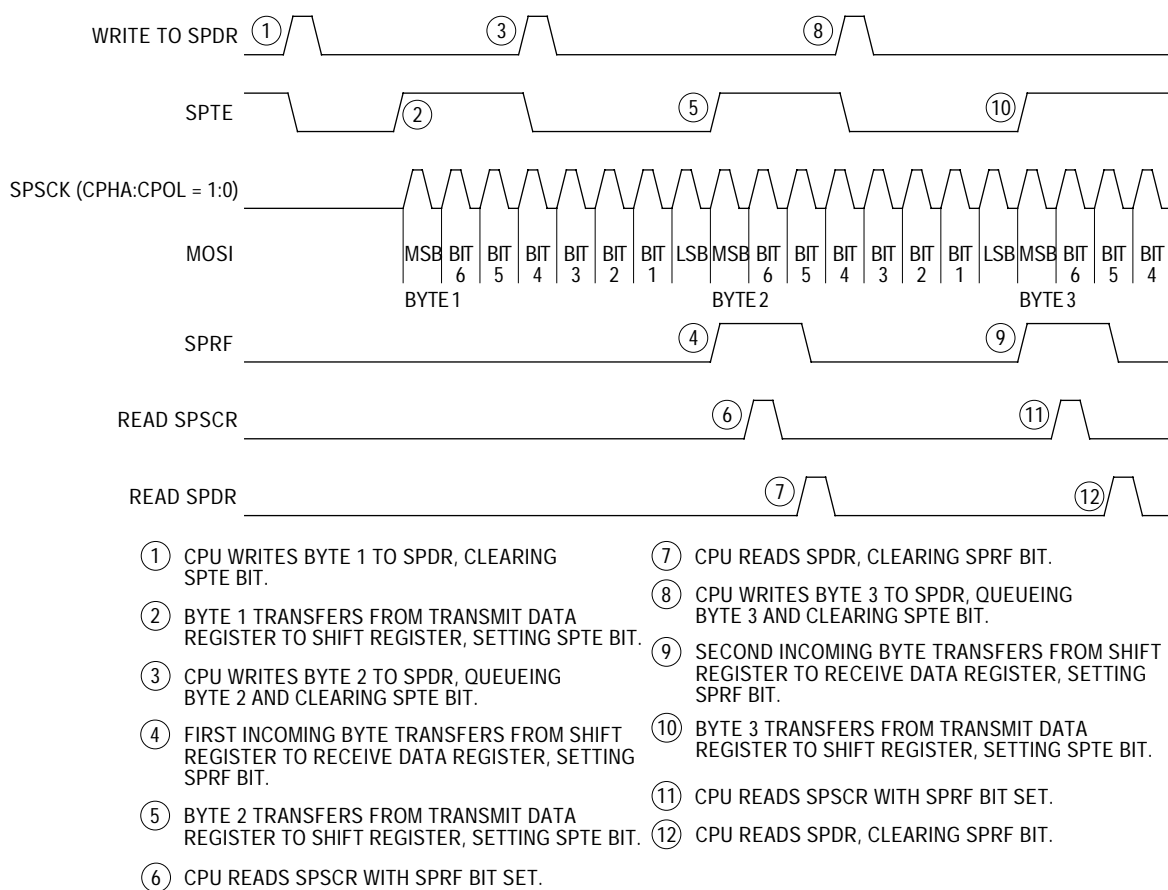 WRITE TO SPDR 1 3 8
SPTE 2 5 10
SPSCK (CPHA:CPOL = 1:0)
MOSI MSB BIT 6 BIT 5 BIT 4 BIT 3 BIT 2 BIT 1 LSB MSB BIT 6 BIT 5 BIT 4 BIT 3 BIT 2 BIT 1 LSB MSB BIT 6 BIT 5 BIT 4
BYTE 1 BYTE 2 BYTE 3
SPRF 4 9
READ SPSCR 6 11
READ SPDR 7 12
1 CPU WRITES BYTE 1 TO SPDR, CLEARING
SPTE BIT.
2 BYTE 1 TRANSFERS FROM TRANSMIT DATA
REGISTER TO SHIFT REGISTER, SETTING SPTE BIT.
3 CPU WRITES BYTE 2 TO SPDR, QUEUEING
BYTE 2 AND CLEARING SPTE BIT.
4 FIRST INCOMING BYTE TRANSFERS FROM SHIFT
REGISTER TO RECEIVE DATA REGISTER, SETTING
SPRF BIT.
5 BYTE 2 TRANSFERS FROM TRANSMIT DATA
REGISTER TO SHIFT REGISTER, SETTING SPTE BIT.
6 CPU READS SPSCR WITH SPRF BIT SET.
7 CPU READS SPDR, CLEARING SPRF BIT.
8 CPU WRITES BYTE 3 TO SPDR, QUEUEING
BYTE 3 AND CLEARING SPTE BIT.
9 SECOND INCOMING BYTE TRANSFERS FROM SHIFT
REGISTER TO RECEIVE DATA REGISTER, SETTING
SPRF BIT.
10 BYTE 3 TRANSFERS FROM TRANSMIT DATA
REGISTER TO SHIFT REGISTER, SETTING SPTE BIT.
11 CPU READS SPSCR WITH SPRF BIT SET.
12 CPU READS SPDR, CLEARING SPRF BIT.